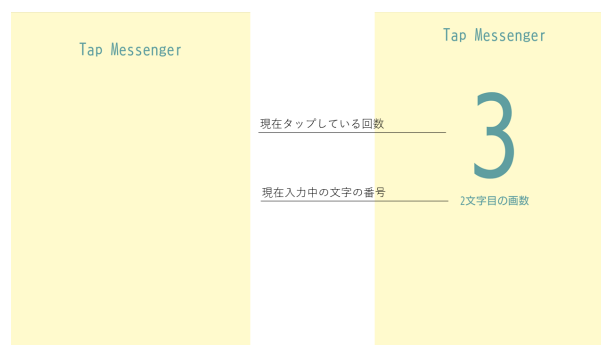 Tap Messenger
Tap Messenger
現在タップしている回数
3
現在入力中の文字の番号
2文字目の画数